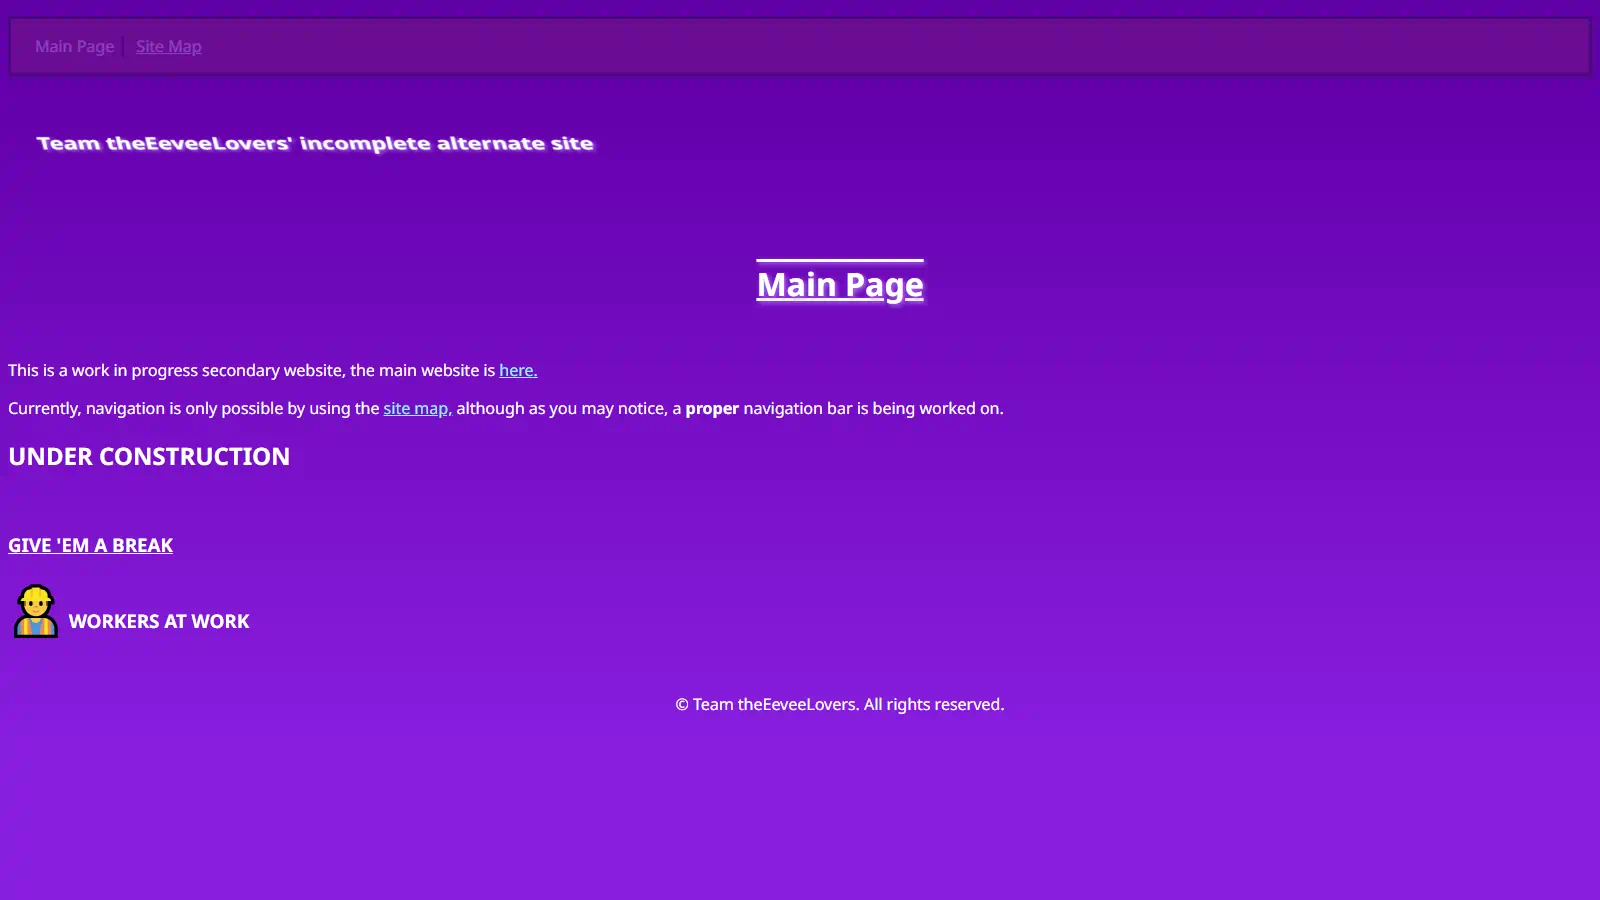 Main Page | Site Map
Team theEeveeLovers' incomplete alternate site
Main Page
This is a work in progress secondary website, the main website is here.
Currently, navigation is only possible by using the site map, although as you may notice, a proper navigation bar is being worked on.
UNDER CONSTRUCTION
GIVE 'EM A BREAK
WORKERS AT WORK
© Team theEeveeLovers. All rights reserved.